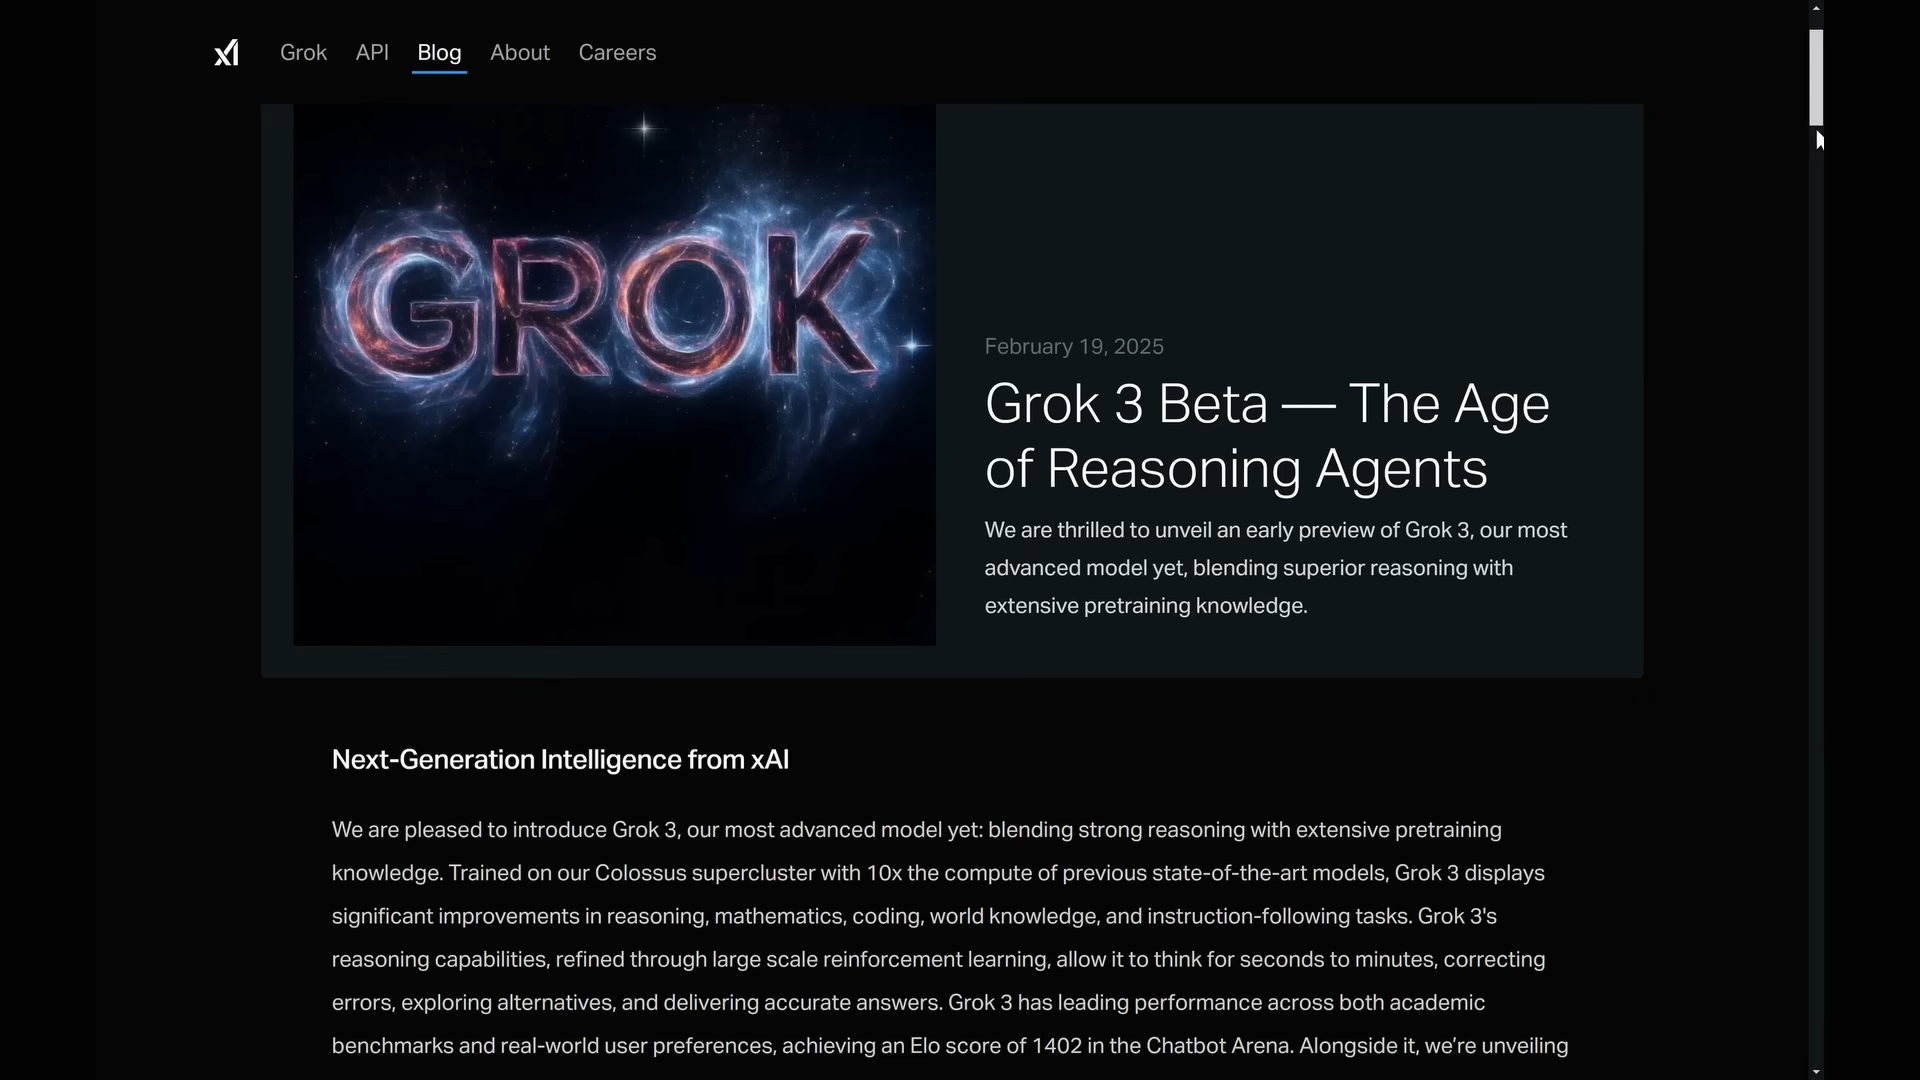 xI
Grok API Blog About Careers
GROK
February 19, 2025
Grok 3 Beta — The Age
of Reasoning Agents
We are thrilled to unveil an early preview of Grok 3, our most
advanced model yet, blending superior reasoning with
extensive pretraining knowledge.
Next-Generation Intelligence from xAI
We are pleased to introduce Grok 3, our most advanced model yet: blending strong reasoning with extensive pretraining
knowledge. Trained on our Colossus supercluster with 10x the compute of previous state-of-the-art models, Grok 3 displays
significant improvements in reasoning, mathematics, coding, world knowledge, and instruction-following tasks. Grok 3's
reasoning capabilities, refined through large scale reinforcement learning, allow it to think for seconds to minutes, correcting
errors, exploring alternatives, and delivering accurate answers. Grok 3 has leading performance across both academic
benchmarks and real-world user preferences, achieving an Elo score of 1402 in the Chatbot Arena. Alongside it, we’re unveiling